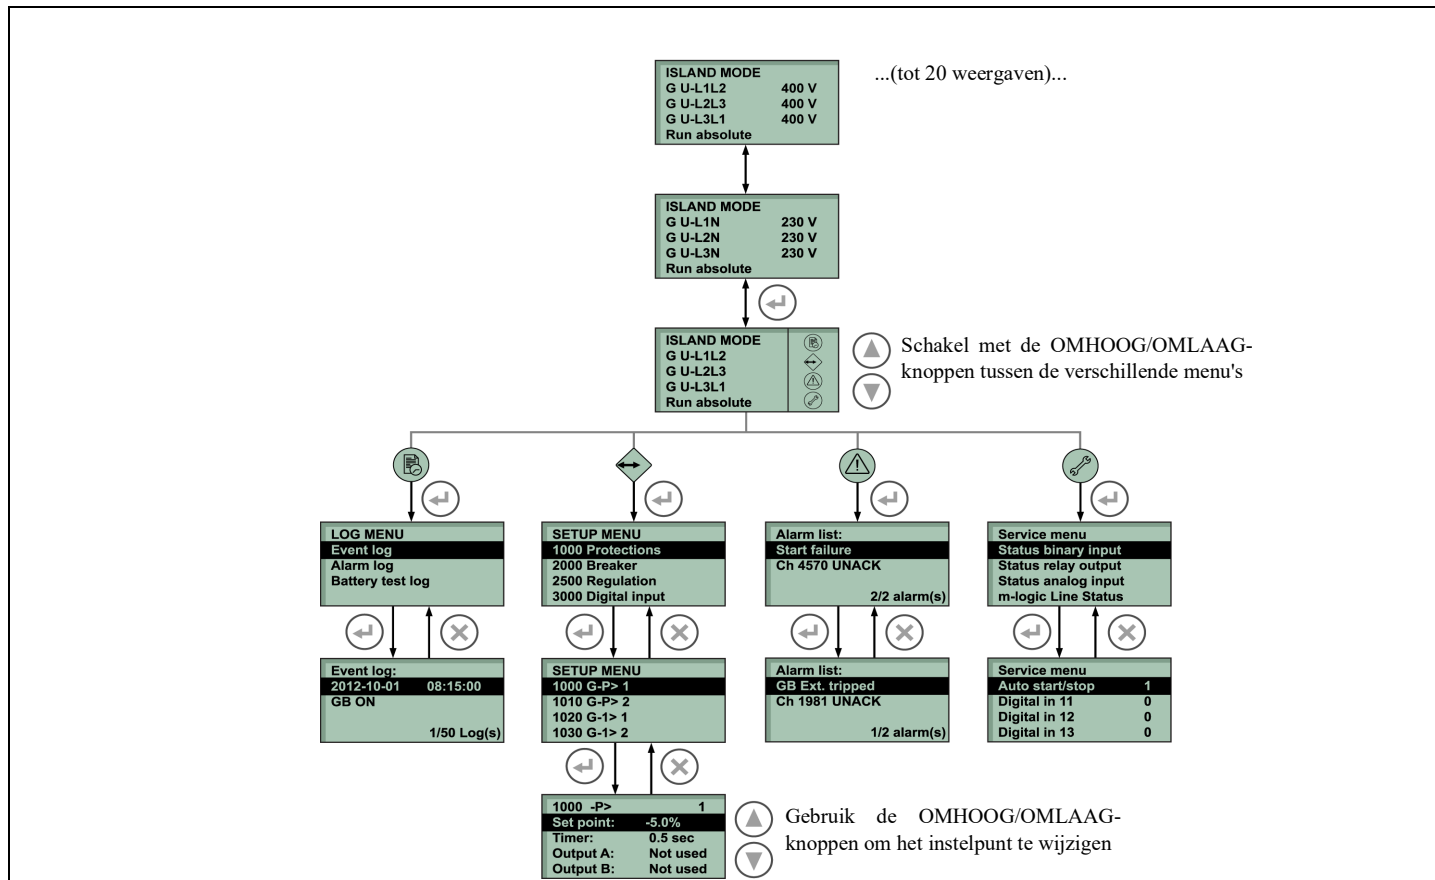 ISLAND MODE
G U-L1L2 400 V
G U-L2L3 400 V
G U-L3L1 400 V
Run absolute
...(tot 20 weergaven)...
ISLAND MODE
G U-L1N 230 V
G U-L2N 230 V
G U-L3N 230 V
Run absolute
ISLAND MODE
G U-L1L2
G U-L2L3
G U-L3L1
Run absolute
Schakel met de OMHOOG/OMLAAG-
knoppen tussen de verschillende menu's
LOG MENU
Event log
Alarm log
Battery test log
SETUP MENU
1000 Protections
2000 Breaker
2500 Regulation
3000 Digital input
Alarm list:
Start failure
Ch 4570 UNACK
2/2 alarm(s)
Service menu
Status binary input
Status relay output
Status analog input
m-logic Line Status
Event log:
2012-10-01 08:15:00
GB ON
1/50 Log(s)
SETUP MENU
1000 G-P> 1
1010 G-P> 2
1020 G-1> 1
1030 G-1> 2
Alarm list:
GB Ext. tripped
Ch 1981 UNACK
1/2 alarm(s)
Service menu
Auto start/stop 1
Digital in 11 0
Digital in 12 0
Digital in 13 0
1000 -P> 1
Set point: -5.0%
Timer: 0.5 sec
Output A: Not used
Output B: Not used
Gebruik de OMHOOG/OMLAAG-
knoppen om het instelpunt te wijzigen